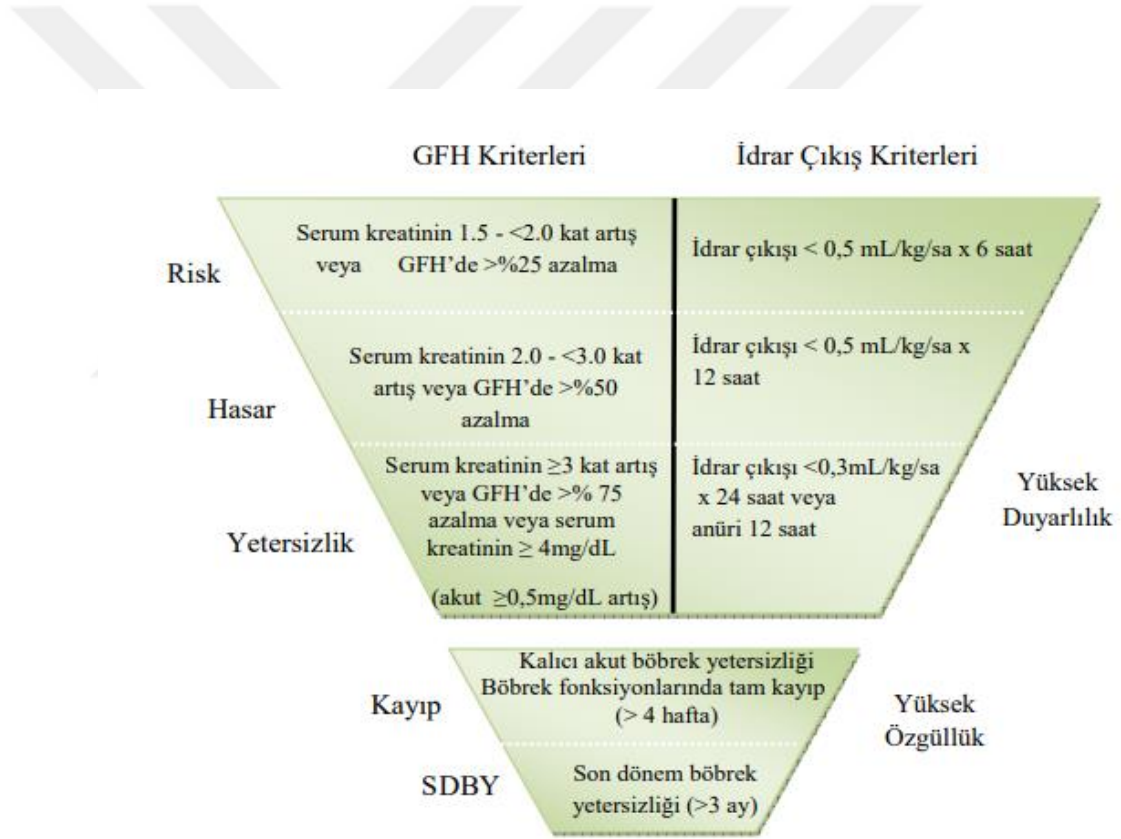 GFH Kriterleri
İdrar Çıkış Kriterleri
Risk
Serum kreatinin 1.5 - <2.0 kat artış
veya GFH’de >%25 azalma
İdrar çıkışı < 0,5 mL/kg/sa x 6 saat
Hasar
Serum kreatinin 2.0 - <3.0 kat
artış veya GFH’de >%50
azalma
İdrar çıkışı < 0,5 mL/kg/sa x
12 saat
Yetersizlik
Serum kreatinin ≥3 kat artış
veya GFH’de >% 75
azalma veya serum
kreatinin ≥ 4mg/dL
(akut ≥0,5mg/dL artış)
İdrar çıkışı <0,3mL/kg/sa
x 24 saat veya
anüri 12 saat
Yüksek
Duyarlılık
Kayıp
Kalıcı akut böbrek yetersizliği
Böbrek fonksiyonlarında tam kayıp
(> 4 hafta)
Yüksek
Özgüllük
SDBY
Son dönem böbrek
yetersizliği (>3 ay)